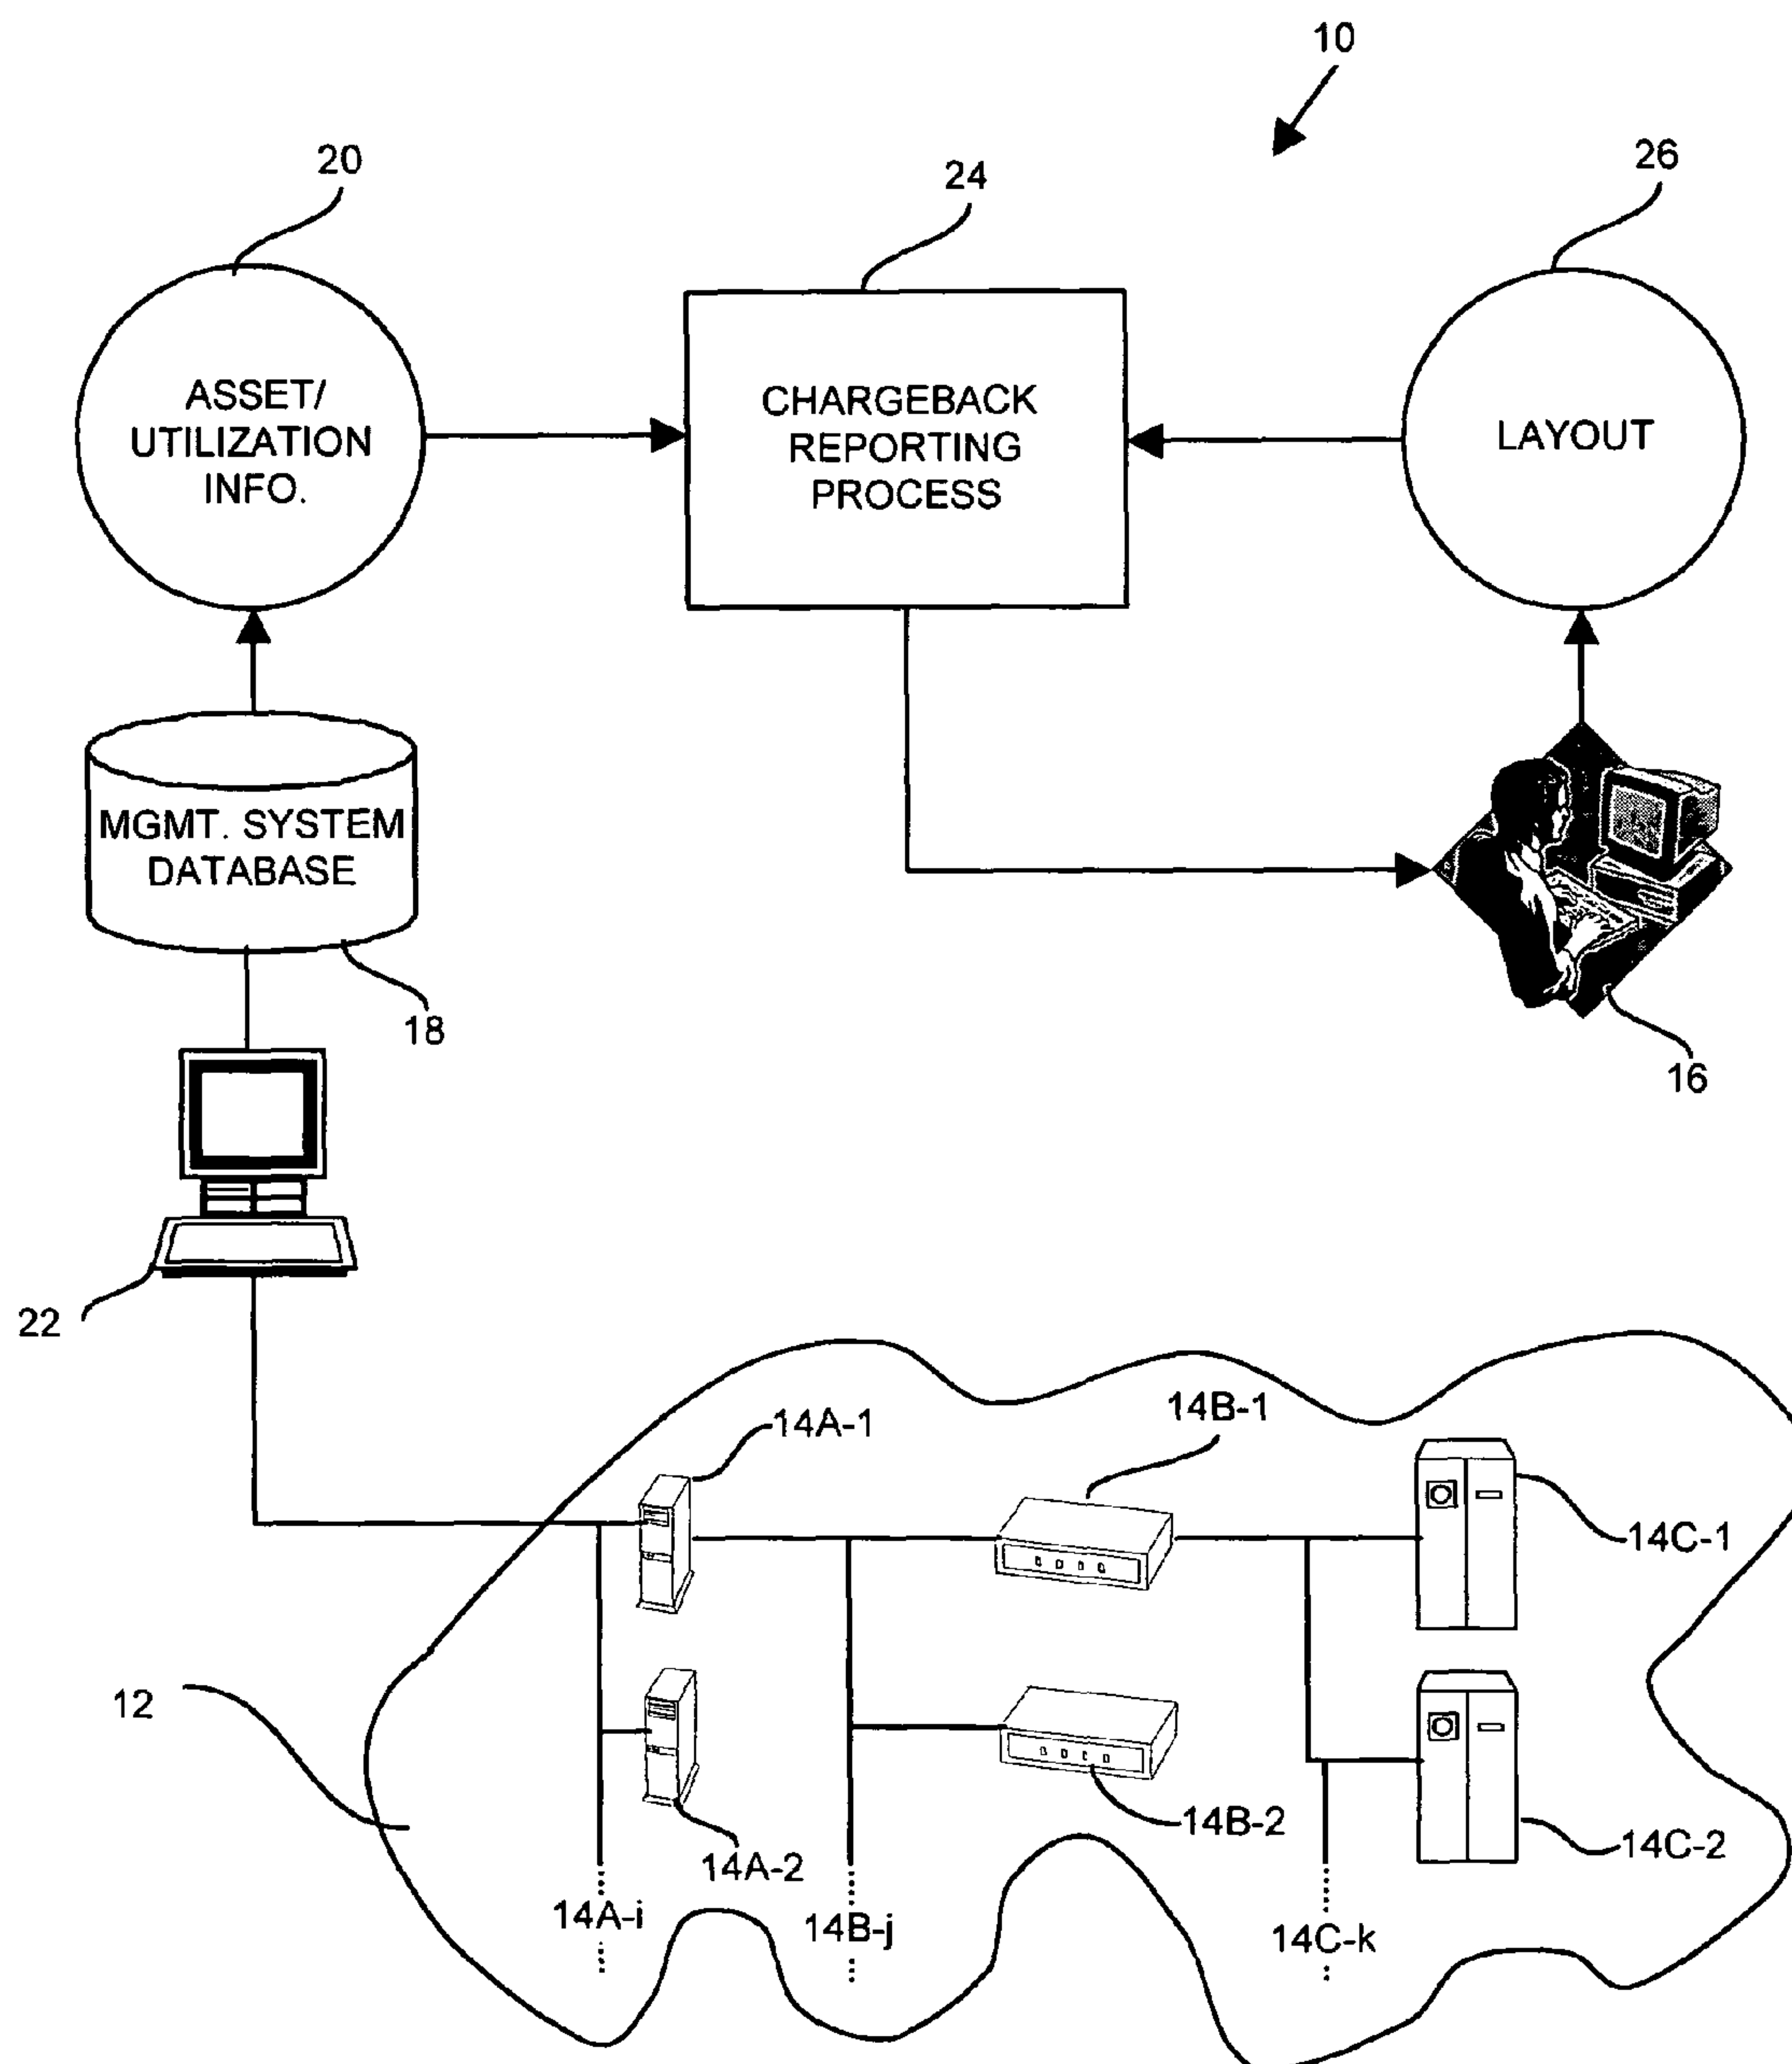 10
20
24
26
ASSET/
UTILIZATION
INFO.
CHARGEBACK
REPORTING
PROCESS
LAYOUT
MGMT. SYSTEM
DATABASE
18
16
22
14A-1
14B-1
14C-1
12
14A-2
14B-2
14C-2
14A-i
14B-j
14C-k